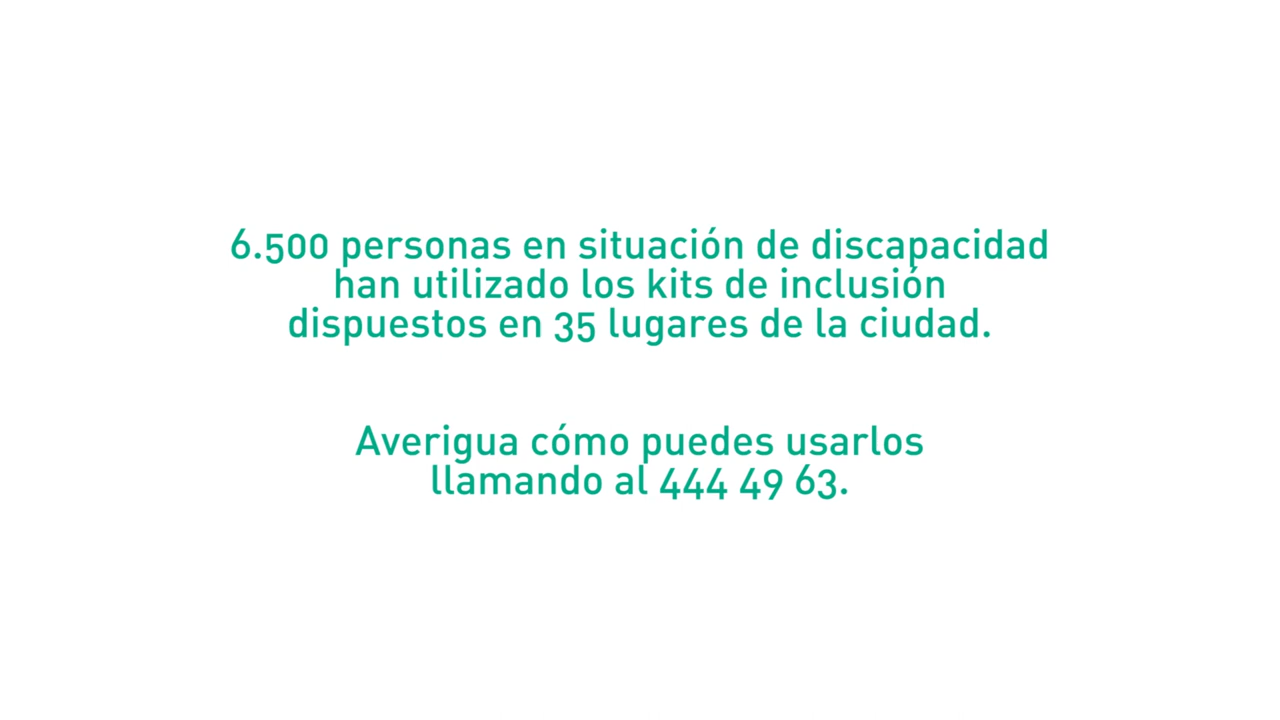 6.500 personas en situación de discapacidad
han utilizado los kits de inclusión
dispuestos en 35 lugares de la ciudad.
Averigua cómo puedes usarlos
llamando al 444 49 63.